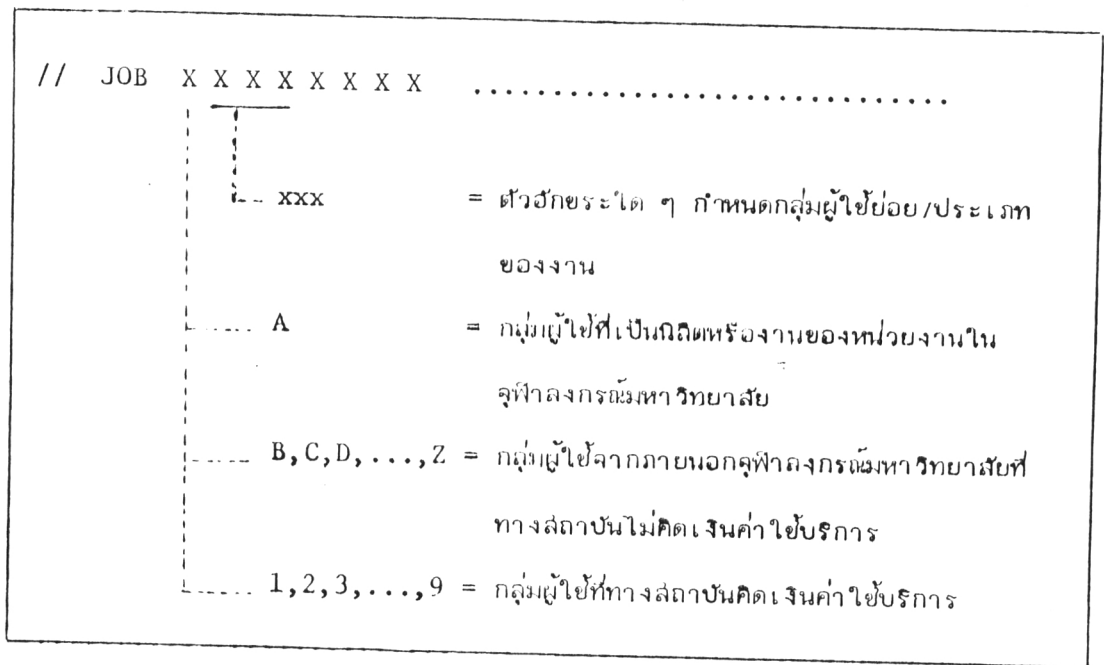 // JOB X X X X X X X X ..............................
xxx = ตัวอักษระใด ๆ กำหนดกลุ่มผู้ใช้ย่อย/ประเภท
ของงาน
A = กลุ่มผู้ใช้ที่เป็นนิสิตหรืองานของหน่วยงานใน
จุฬาลงกรณ์มหาวิทยาลัย
B,C,D,...,Z = กลุ่มผู้ใช้จากภายนอกจุฬาลงกรณ์มหาวิทยาลัยที่
ทางสถาบันไม่คิดเงินค่าใช้บริการ
1,2,3,...,9 = กลุ่มผู้ใช้ที่ทางสถาบันคิดเงินค่าใช้บริการ